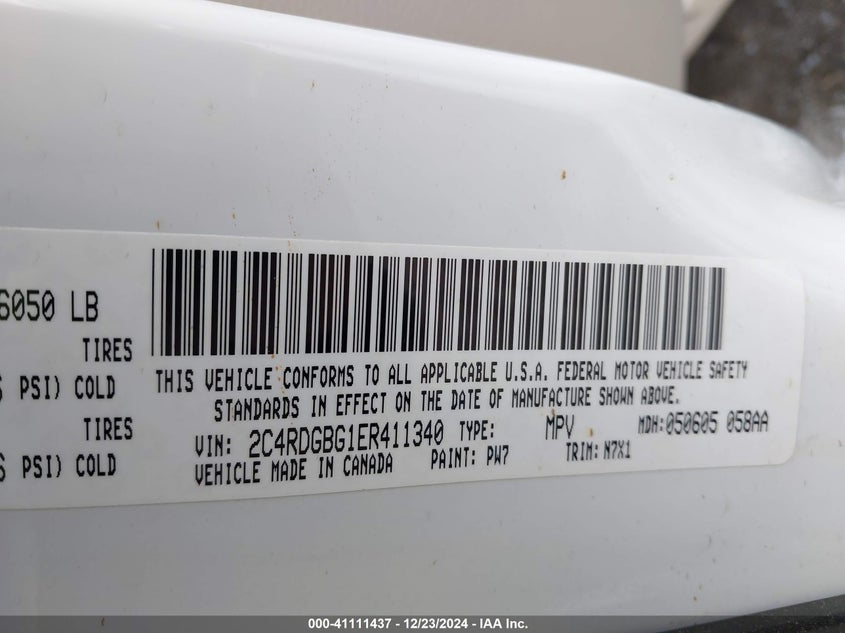 6050 LB
TIRES
PSI) COLD
TIRES
PSI) COLD
THIS VEHICLE CONFORMS TO ALL APPLICABLE U.S.A. FEDERAL MOTOR VEHICLE SAFETY
STANDARDS IN EFFECT ON THE DATE OF MANUFACTURE SHOWN ABOVE.
VIN: 2C4RDGBG1ER411340 TYPE: MPV MDH: 050605 058AA
VEHICLE MADE IN CANADA PAINT: PW7 TRIM: N7X1
000-41111437 - 12/23/2024 - IAA Inc.